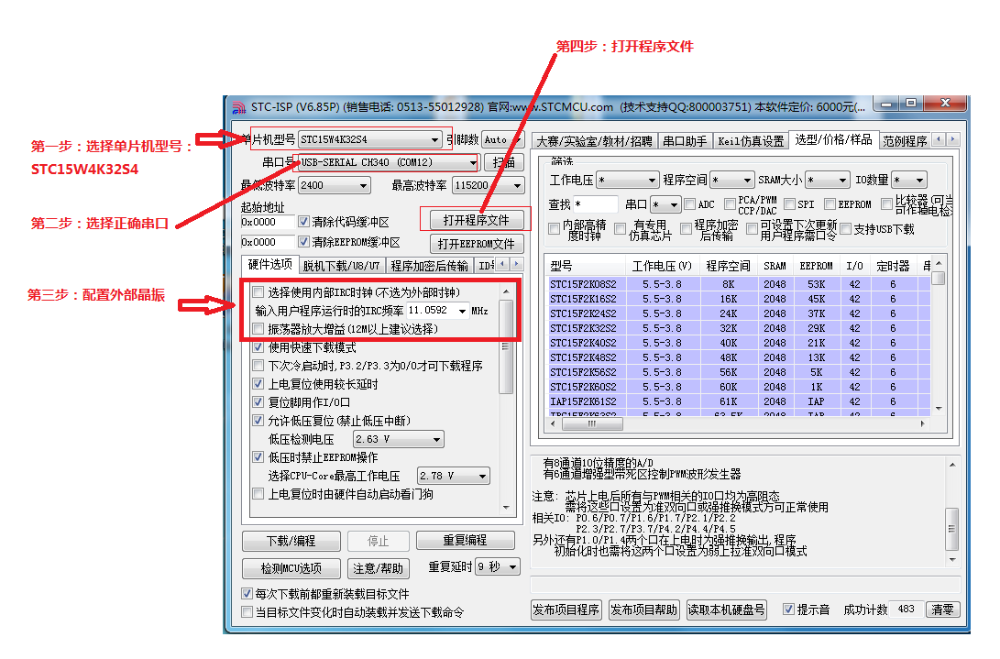 第四步：打开程序文件
STC-ISP (V6.85P) (销售电话: 0513-55012928) 官网:www.STCMCU.com (技术支持QQ:800003751) 本软件定价: 6000元(...
第一步：选择单片机型号：
STC15W4K32S4
第二步：选择正确串口
第三步：配置外部晶振
单片机型号 STC15W4K32S4 引脚数 Auto
串口号 USB-SERIAL CH340 (COM12) 扫描
最低波特率 2400 最高波特率 115200
起始地址
0x0000 清除代码缓冲区 打开程序文件
0x0000 清除EEPROM缓冲区 打开EEPROM文件
硬件选项 脱机下载/U8/U7 程序加密后传输 ID号
选择使用内部IRC时钟(不选为外部时钟)
输入用户程序运行时的IRC频率 11.0592 MHz
振荡器放大增益(12M以上建议选择)
使用快速下载模式
下次冷启动时,P3.2/P3.3为0/0才可下载程序
上电复位使用较长延时
复位脚用作I/O口
允许低压复位(禁止低压中断)
低压检测电压 2.63 V
低压时禁止EEPROM操作
选择CPU-Core最高工作电压 2.78 V
上电复位时由硬件自动启动看门狗
下载/编程 停止 重复编程
检测MCU选项 注意/帮助 重复延时 9 秒
每次下载前都重新装载目标文件
当目标文件变化时自动装载并发送下载命令
大赛/实验室/教材/招聘 串口助手 Keil仿真设置 选型/价格/样品 范例程序
筛选
工作电压 * 程序空间 * SRAM大小 * IO数量 *
查找 * 串口 * ADC PCA/PWM CCP/DAC SPI EEPROM 比较器(可当 可作掉电检
内部高精度时钟 有专用仿真芯片 程序加密后传输 可设置下次更新用户程序需口令 支持USB下载
型号 工作电压(V) 程序空间 SRAM EEPROM I/O 定时器 串
STC15F2K08S2 5.5-3.8 8K 2048 53K 42 6
STC15F2K16S2 5.5-3.8 16K 2048 45K 42 6
STC15F2K24S2 5.5-3.8 24K 2048 37K 42 6
STC15F2K32S2 5.5-3.8 32K 2048 29K 42 6
STC15F2K40S2 5.5-3.8 40K 2048 21K 42 6
STC15F2K48S2 5.5-3.8 48K 2048 13K 42 6
STC15F2K56S2 5.5-3.8 56K 2048 5K 42 6
STC15F2K60S2 5.5-3.8 60K 2048 1K 42 6
IAP15F2K61S2 5.5-3.8 61K 2048 IAP 42 6
IRC15F2K63S2 5.5-3.8 63.5K 2048 IAP 42 6
有8通道10位精度的A/D
有6通道增强型带死区控制PWM波形发生器
注意: 芯片上电后所有与PWM相关的IO口均为高阻态
需将这些口设置为准双向口或强推挽模式方可正常使用
相关IO: P0.6/P0.7/P1.6/P1.7/P2.1/P2.2
P2.3/P2.7/P3.7/P4.2/P4.4/P4.5
另外还有P1.0/P1.4两个口在上电时为强推挽输出,程序
初始化时也需将这两个口设置为弱上拉准双向口模式
发布项目程序 发布项目帮助 读取本机硬盘号 提示音 成功计数 483 清零